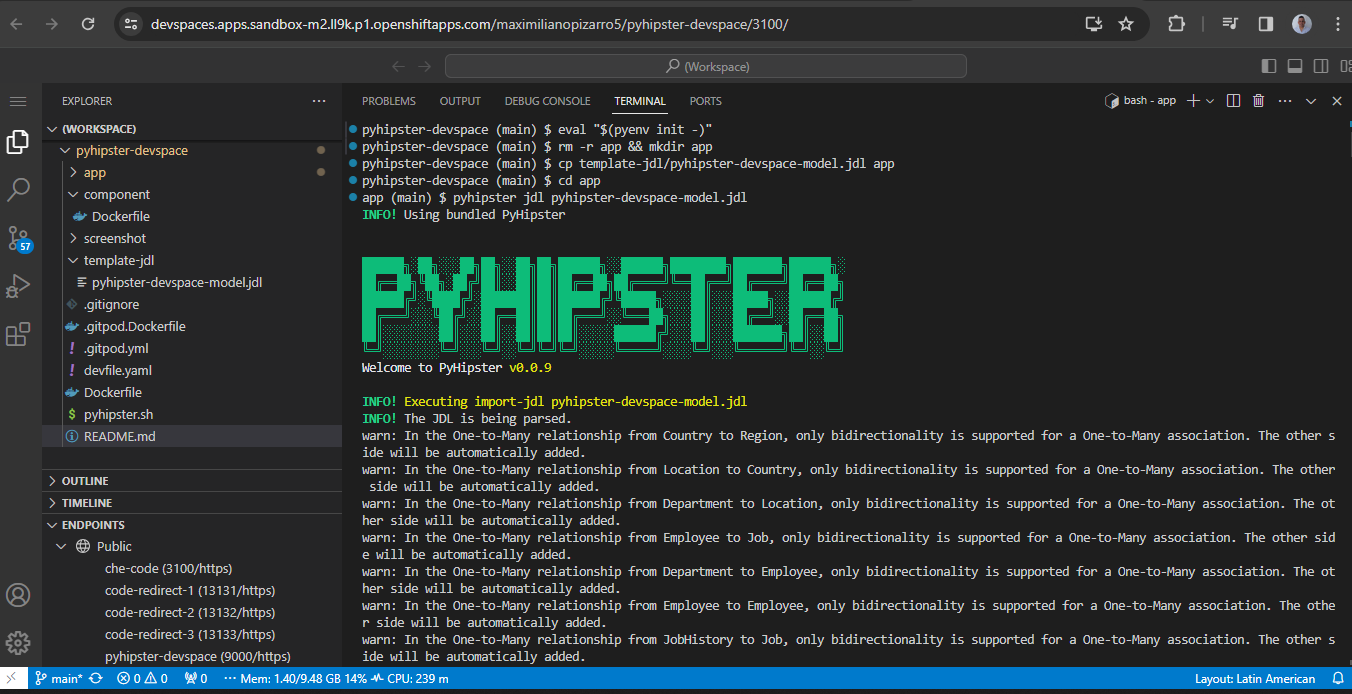 devspaces.apps.sandbox-m2.ll9k.p1.openshiftapps.com/maximilianopizarro5/pyhipster-devspace/3100/
(Workspace)
EXPLORER
(WORKSPACE)
pyhipster-devspace
app
component
Dockerfile
screenshot
template-jdl
pyhipster-devspace-model.jdl
.gitignore
.gitpod.Dockerfile
.gitpod.yml
devfile.yaml
Dockerfile
pyhipster.sh
README.md
57
OUTLINE
TIMELINE
ENDPOINTS
Public
che-code (3100/https)
code-redirect-1 (13131/https)
code-redirect-2 (13132/https)
code-redirect-3 (13133/https)
pyhipster-devspace (9000/https)
PROBLEMS OUTPUT DEBUG CONSOLE TERMINAL PORTS
bash - app
pyhipster-devspace (main) $ eval "$(pyenv init -)"
pyhipster-devspace (main) $ rm -r app && mkdir app
pyhipster-devspace (main) $ cp template-jdl/pyhipster-devspace-model.jdl app
pyhipster-devspace (main) $ cd app
app (main) $ pyhipster jdl pyhipster-devspace-model.jdl
INFO! Using bundled PyHipster
PYHIPSTER
Welcome to PyHipster v0.0.9
INFO! Executing import-jdl pyhipster-devspace-model.jdl
INFO! The JDL is being parsed.
warn: In the One-to-Many relationship from Country to Region, only bidirectionality is supported for a One-to-Many association. The other s
ide will be automatically added.
warn: In the One-to-Many relationship from Location to Country, only bidirectionality is supported for a One-to-Many association. The other
side will be automatically added.
warn: In the One-to-Many relationship from Department to Location, only bidirectionality is supported for a One-to-Many association. The ot
her side will be automatically added.
warn: In the One-to-Many relationship from Employee to Job, only bidirectionality is supported for a One-to-Many association. The other sid
e will be automatically added.
warn: In the One-to-Many relationship from Department to Employee, only bidirectionality is supported for a One-to-Many association. The ot
her side will be automatically added.
warn: In the One-to-Many relationship from Employee to Employee, only bidirectionality is supported for a One-to-Many association. The othe
r side will be automatically added.
warn: In the One-to-Many relationship from JobHistory to Job, only bidirectionality is supported for a One-to-Many association. The other s
ide will be automatically added.
main* 0 0 0 Mem: 1.40/9.48 GB 14% CPU: 239 m Layout: Latin American